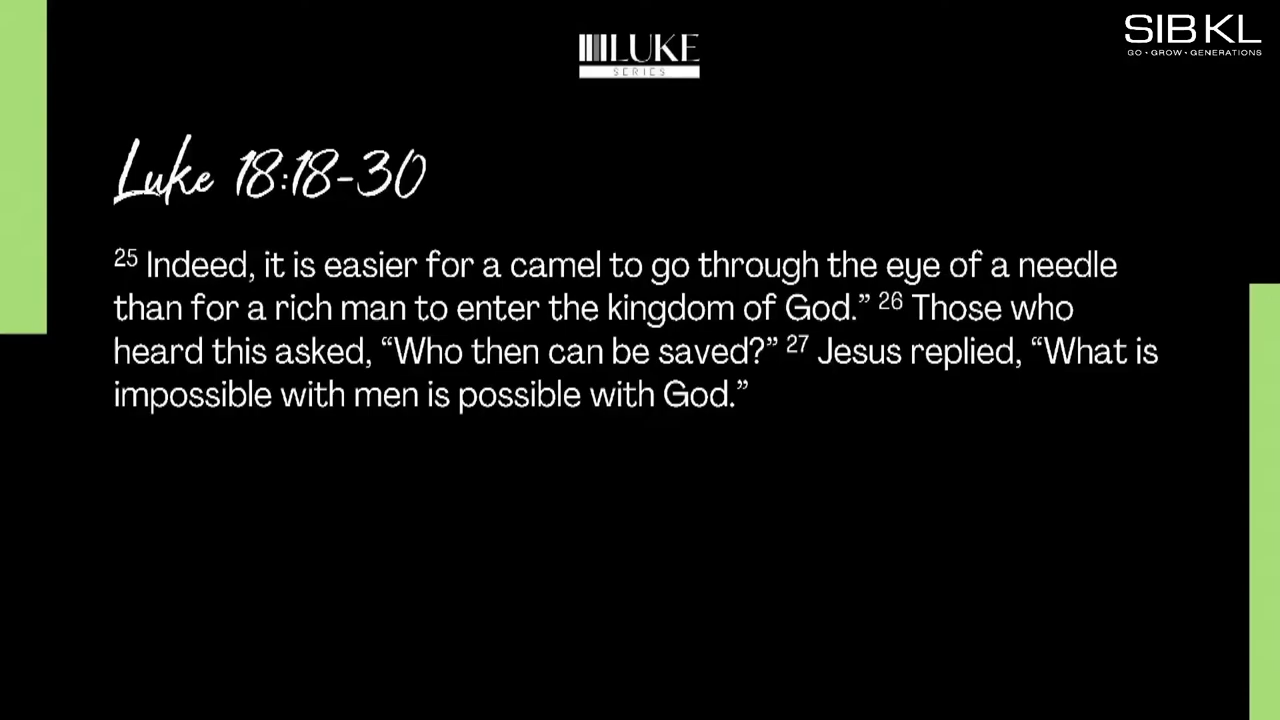 LUKE
SERIES
SIBKL
GO • GROW • GENERATIONS
Luke 18:18-30
25 Indeed, it is easier for a camel to go through the eye of a needle
than for a rich man to enter the kingdom of God.” 26 Those who
heard this asked, “Who then can be saved?” 27 Jesus replied, “What is
impossible with men is possible with God.”